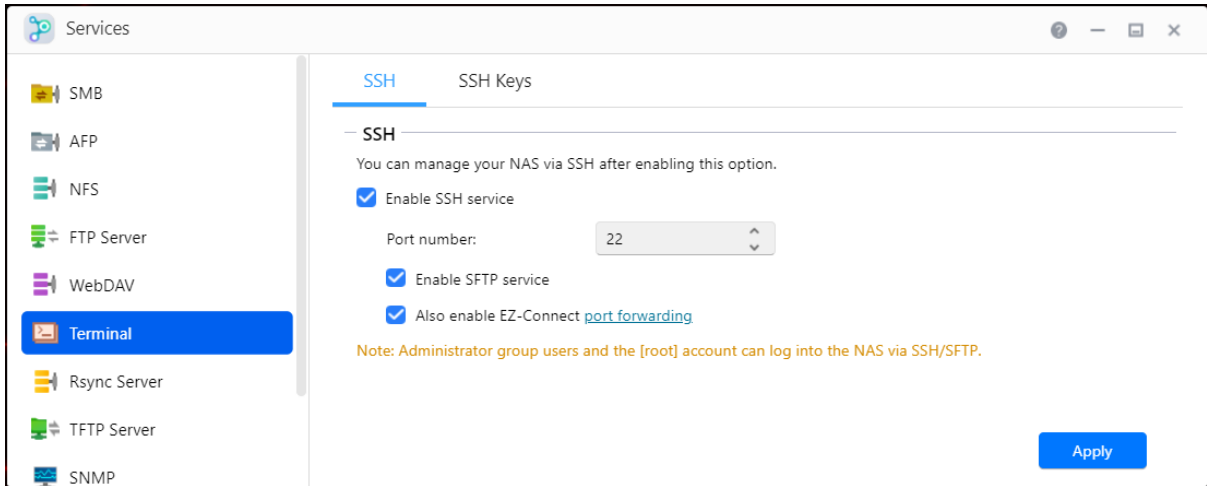 Services
SMB
AFP
NFS
FTP Server
WebDAV
Terminal
Rsync Server
TFTP Server
SNMP
SSH SSH Keys
SSH
You can manage your NAS via SSH after enabling this option.
Enable SSH service
Port number: 22
Enable SFTP service
Also enable EZ-Connect port forwarding
Note: Administrator group users and the [root] account can log into the NAS via SSH/SFTP.
Apply